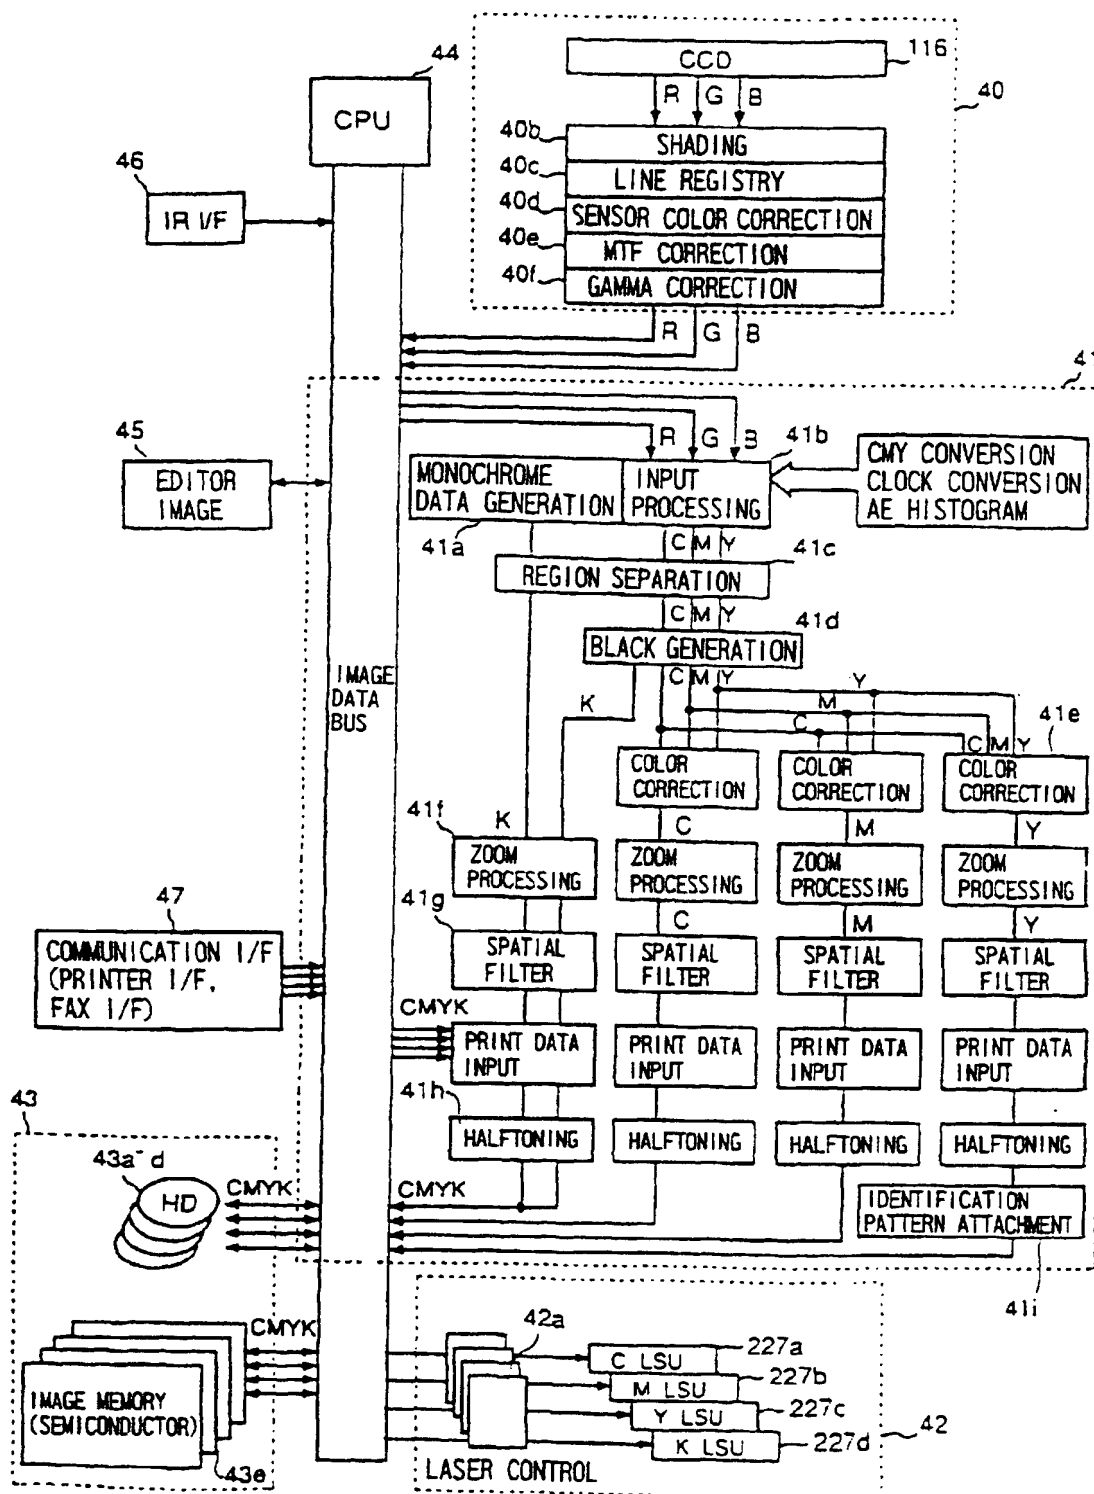 44
CPU
CCD
116
R G B
40
40b
SHADING
40c
LINE REGISTRY
40d
SENSOR COLOR CORRECTION
40e
MTF CORRECTION
40f
GAMMA CORRECTION
R G B
46
IR I/F
41
45
EDITOR
IMAGE
R G B
41b
MONOCHROME
DATA GENERATION
INPUT
PROCESSING
CMY CONVERSION
CLOCK CONVERSION
AE HISTOGRAM
41a
C M Y
41c
REGION SEPARATION
C M Y
41d
BLACK GENERATION
IMAGE
DATA
BUS
K
C M Y
Y
M
C
C M Y
41e
COLOR
CORRECTION
COLOR
CORRECTION
COLOR
CORRECTION
41f
K
C
M
Y
ZOOM
PROCESSING
ZOOM
PROCESSING
ZOOM
PROCESSING
ZOOM
PROCESSING
41g
C
M
Y
SPATIAL
FILTER
SPATIAL
FILTER
SPATIAL
FILTER
SPATIAL
FILTER
47
COMMUNICATION I/F
(PRINTER I/F,
FAX I/F)
CMYK
PRINT DATA
INPUT
PRINT DATA
INPUT
PRINT DATA
INPUT
PRINT DATA
INPUT
41h
HALFTONING
HALFTONING
HALFTONING
HALFTONING
43
43a-d
HD
CMYK
CMYK
IDENTIFICATION
PATTERN ATTACHMENT
41i
CMYK
IMAGE MEMORY
(SEMICONDUCTOR)
43e
42a
C LSU
227a
M LSU
227b
Y LSU
227c
K LSU
227d
42
LASER CONTROL